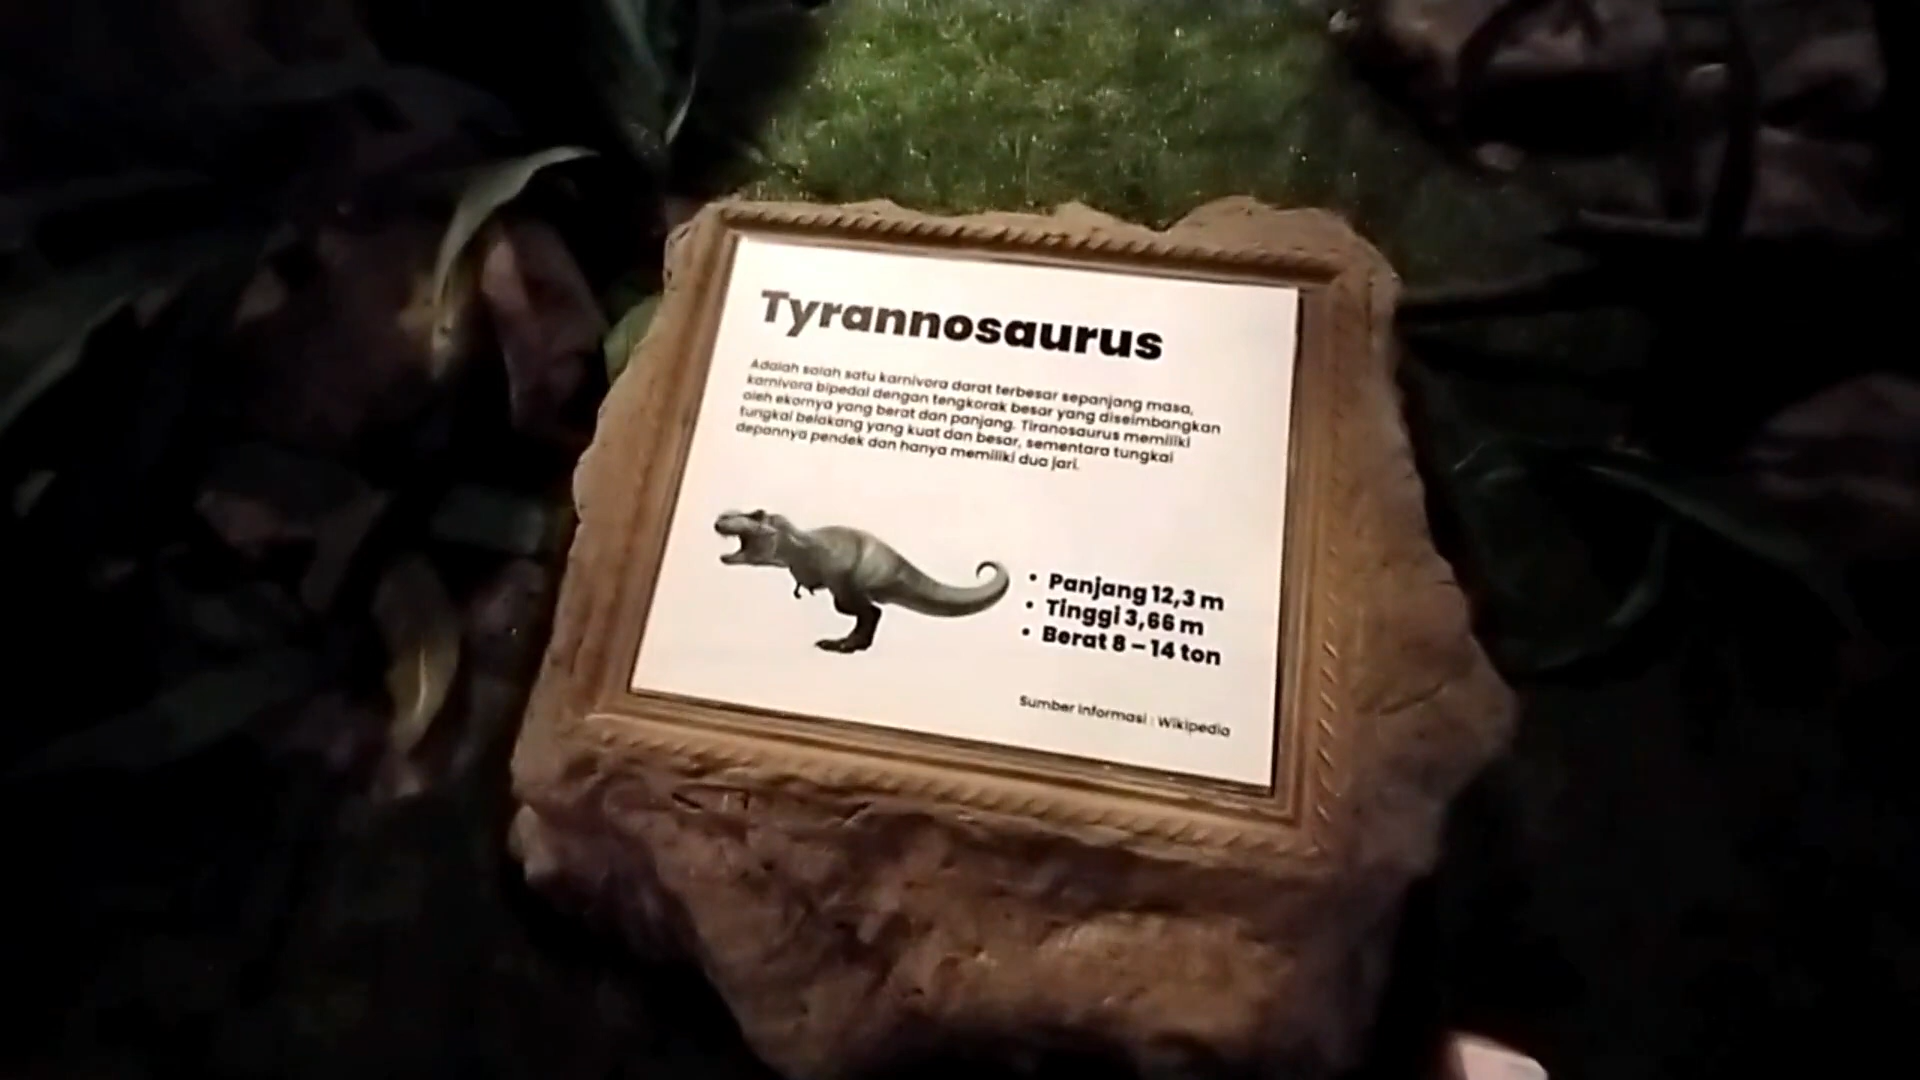 Tyrannosaurus
Adalah salah satu karnivora darat terbesar sepanjang masa,
karnivora bipedal dengan tengkorak besar yang diseimbangkan
oleh ekornya yang berat dan panjang. Tiranosaurus memiliki
tungkai belakang yang kuat dan besar, sementara tungkai
depannya pendek dan hanya memiliki dua jari.
• Panjang 12,3 m
• Tinggi 3,66 m
• Berat 8 – 14 ton
Sumber Informasi : Wikipedia